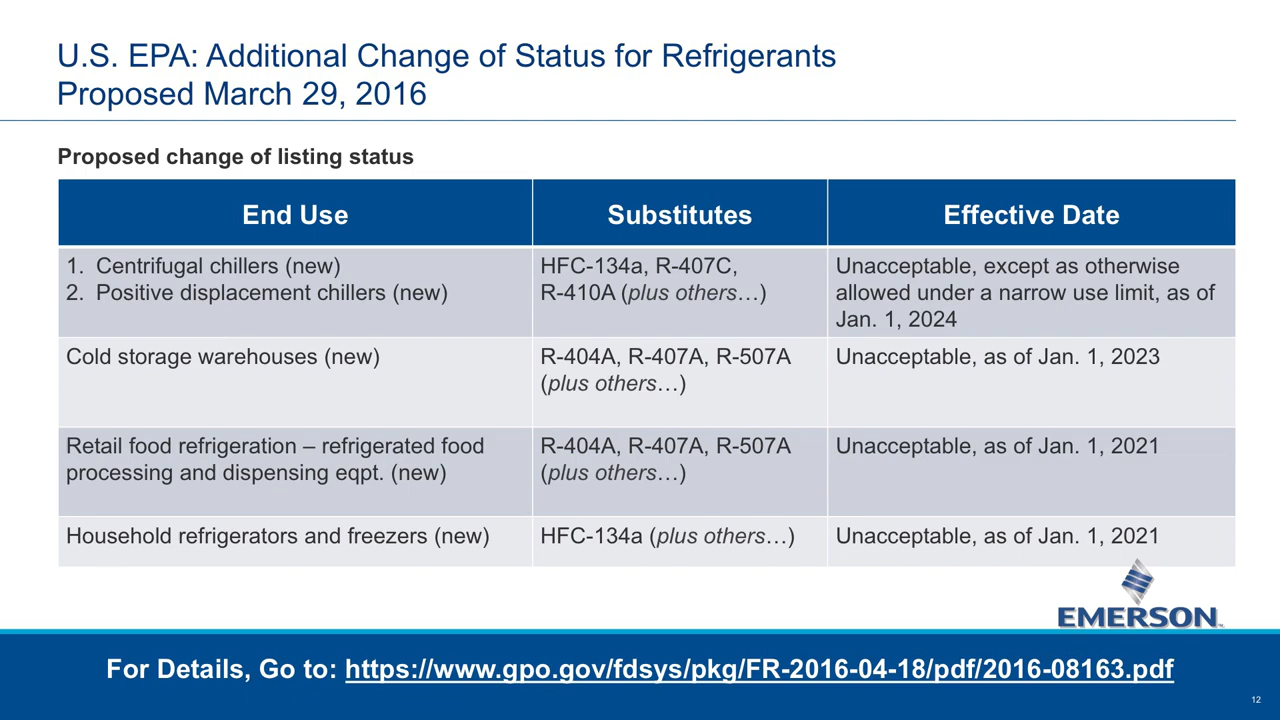 U.S. EPA: Additional Change of Status for Refrigerants
Proposed March 29, 2016
Proposed change of listing status
End Use
Substitutes
Effective Date
1. Centrifugal chillers (new)
2. Positive displacement chillers (new)
HFC-134a, R-407C,
R-410A (plus others…)
Unacceptable, except as otherwise
allowed under a narrow use limit, as of
Jan. 1, 2024
Cold storage warehouses (new)
R-404A, R-407A, R-507A
(plus others…)
Unacceptable, as of Jan. 1, 2023
Retail food refrigeration – refrigerated food
processing and dispensing eqpt. (new)
R-404A, R-407A, R-507A
(plus others…)
Unacceptable, as of Jan. 1, 2021
Household refrigerators and freezers (new)
HFC-134a (plus others…)
Unacceptable, as of Jan. 1, 2021
EMERSON
For Details, Go to: https://www.gpo.gov/fdsys/pkg/FR-2016-04-18/pdf/2016-08163.pdf
12